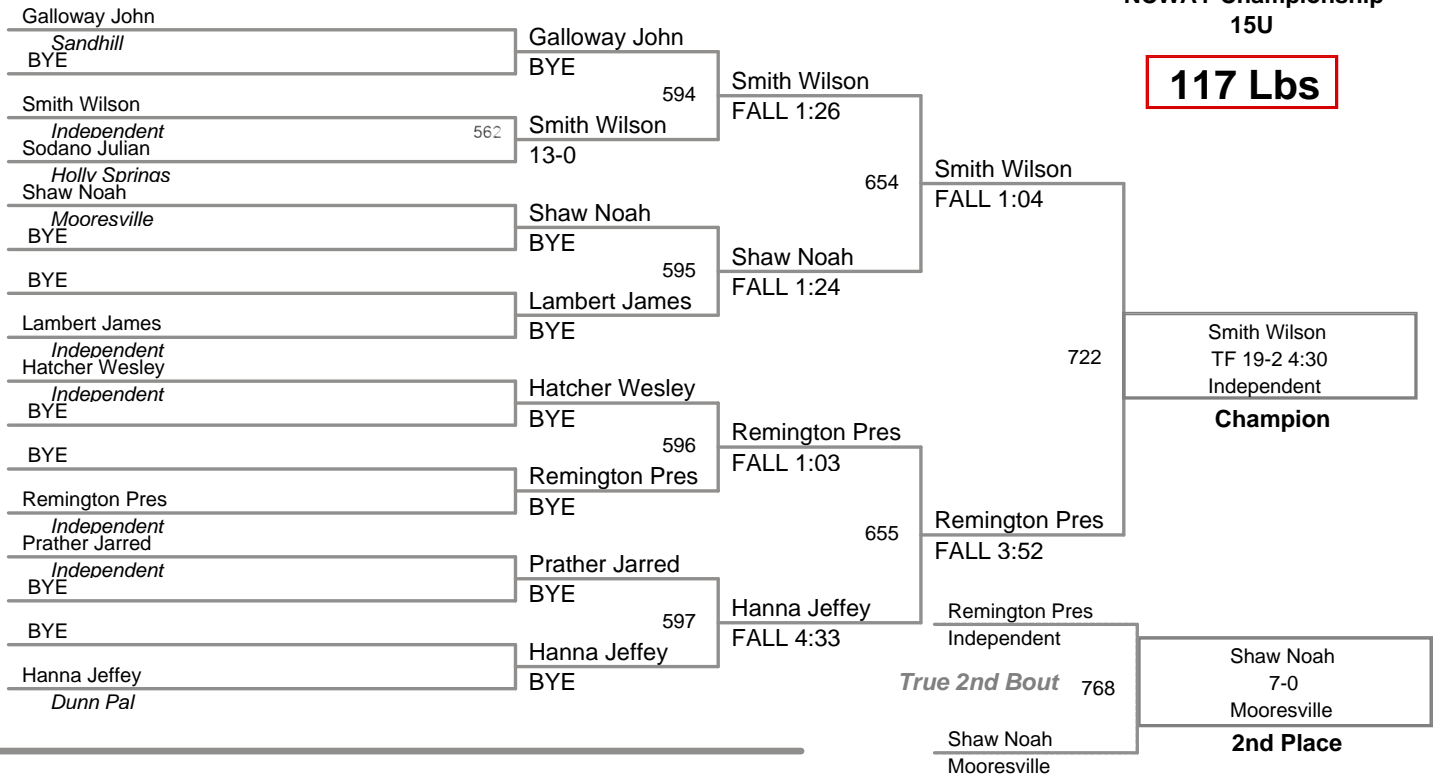 NCWAY Championship
15U
117 Lbs
Galloway John
Sandhill
BYE
Smith Wilson
Independent
562
Sodano Julian
Holly Springs
Shaw Noah
Mooresville
BYE
BYE
Lambert James
Independent
Hatcher Wesley
Independent
BYE
BYE
Remington Pres
Independent
Prather Jarred
Independent
BYE
BYE
Hanna Jeffey
Dunn Pal
Galloway John
BYE
594
Smith Wilson
13-0
Shaw Noah
BYE
595
Lambert James
BYE
Hatcher Wesley
BYE
596
Remington Pres
BYE
Prather Jarred
BYE
597
Hanna Jeffey
BYE
Smith Wilson
FALL 1:26
654
Shaw Noah
FALL 1:24
Remington Pres
FALL 1:03
655
Hanna Jeffey
FALL 4:33
Smith Wilson
FALL 1:04
722
Remington Pres
FALL 3:52
Smith Wilson
TF 19-2 4:30
Independent
Champion
Remington Pres
Independent
True 2nd Bout 768
Shaw Noah
Mooresville
Shaw Noah
7-0
Mooresville
2nd Place